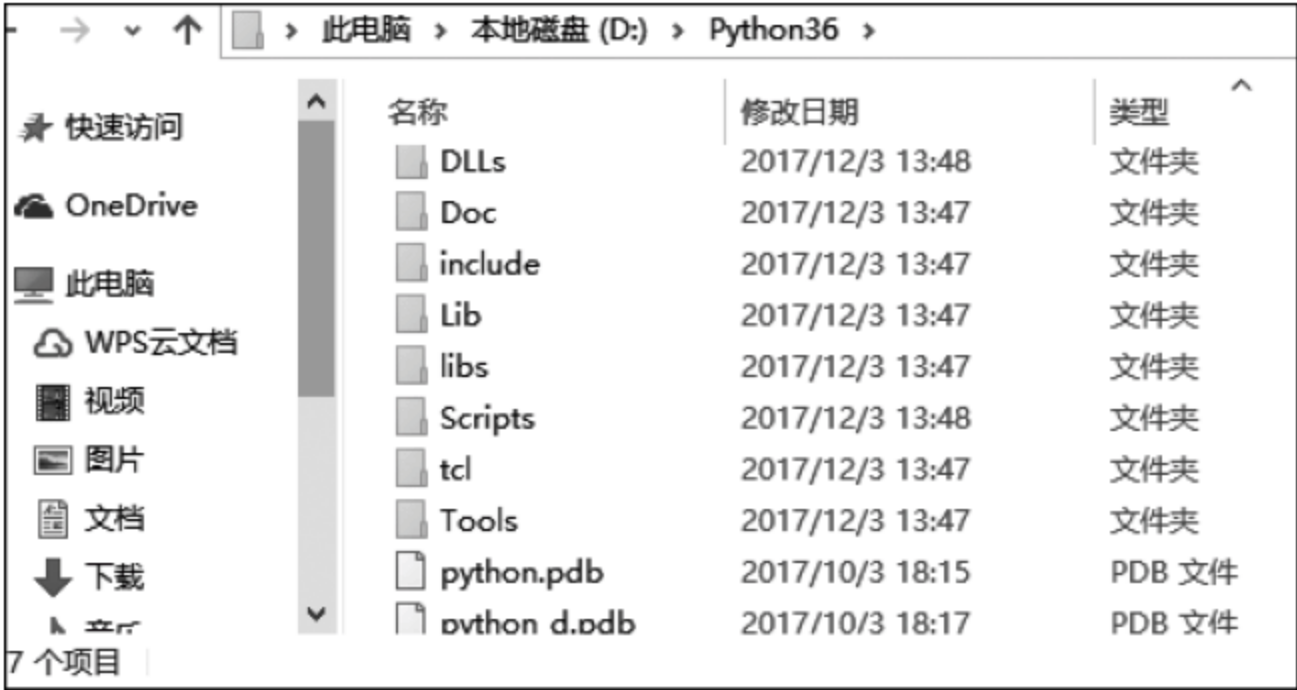 此电脑 › 本地磁盘 (D:) › Python36 ›
快速访问
OneDrive
此电脑
WPS云文档
视频
图片
文档
下载
名称 修改日期 类型
DLLs 2017/12/3 13:48 文件夹
Doc 2017/12/3 13:47 文件夹
include 2017/12/3 13:47 文件夹
Lib 2017/12/3 13:47 文件夹
libs 2017/12/3 13:47 文件夹
Scripts 2017/12/3 13:48 文件夹
tcl 2017/12/3 13:47 文件夹
Tools 2017/12/3 13:47 文件夹
python.pdb 2017/10/3 18:15 PDB 文件
python_d.pdb 2017/10/3 18:17 PDB 文件
7 个项目